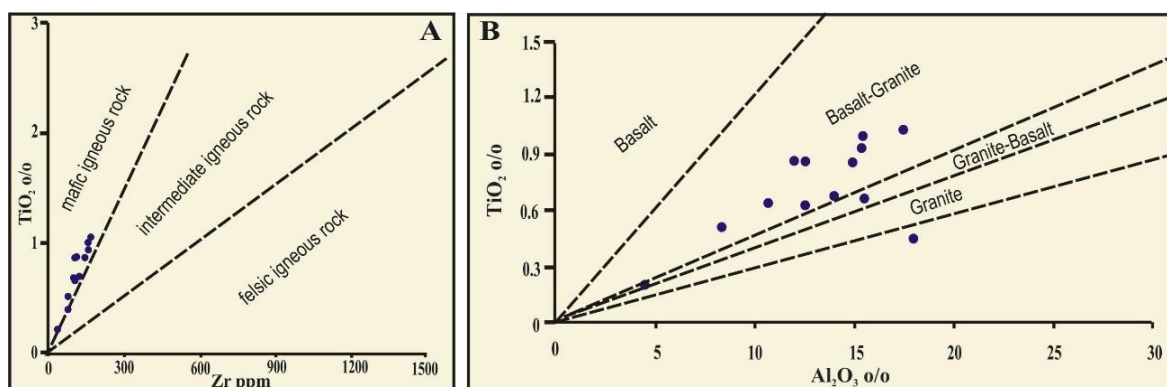 A
3
2
1
0
TiO₂ o/o
mafic igneous rock
intermediate igneous rock
felsic igneous rock
0 300 600 900 1200 1500
Zr ppm
B
1.5
1.2
0.9
0.6
0.3
0
TiO₂ o/o
Basalt
Basalt-Granite
Granite-Basalt
Granite
0 5 10 15 20 25 30
Al₂O₃ o/o